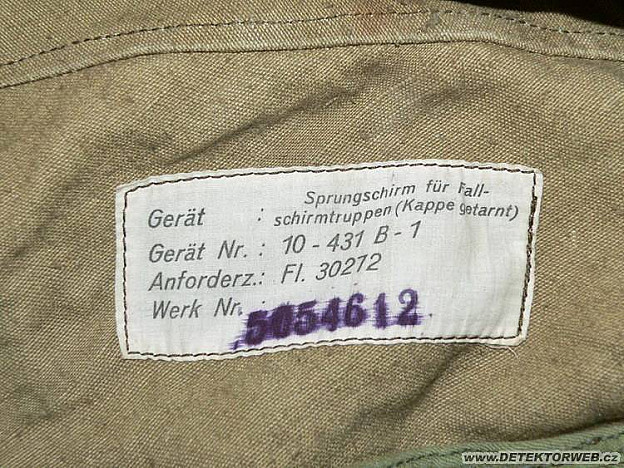 Gerät : Sprungschirm für Fall-
schirmtruppen (Kappe getarnt)
Gerät Nr. : 10 - 431 B - 1
Anforderz.: Fl. 30272
Werk Nr. : 5054612
www.DETEKTORWEB.cz